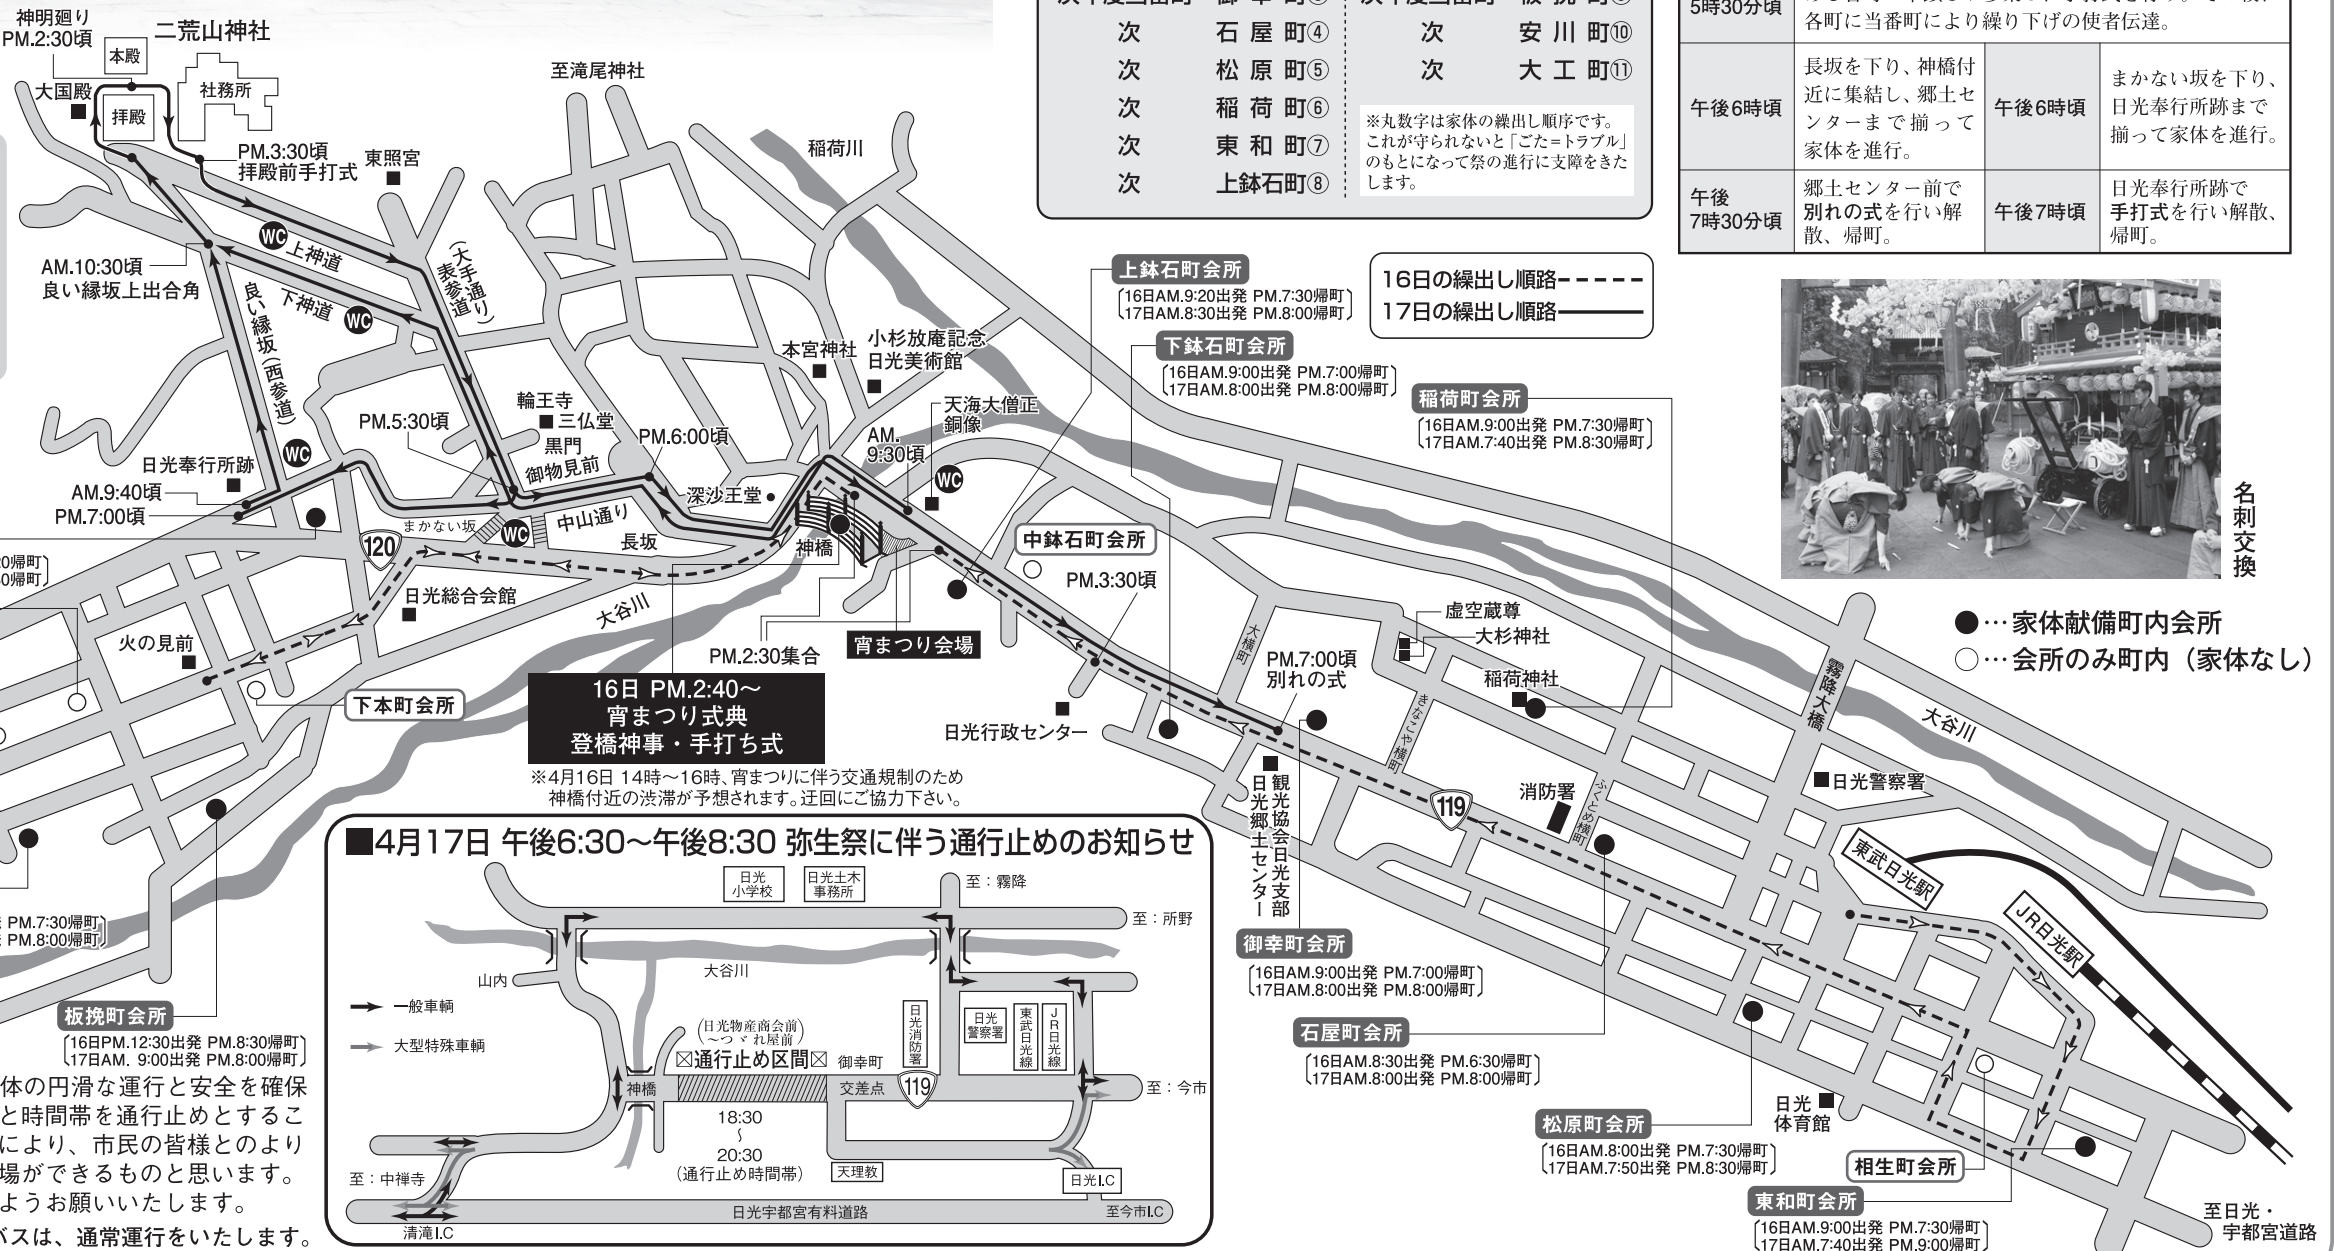 神明廻り
PM.2:30頃
二荒山神社
本殿
大国殿
拝殿
社務所
PM.3:30頃
拝殿前手打式
東照宮
至滝尾神社
稲荷川
AM.10:30頃
良い縁坂上出合角
WC
上神道
下神道
WC
(大手通り)
表参道
良い縁坂(西参道)
次 石屋町④
次 松原町⑤
次 稲荷町⑥
次 東和町⑦
次 上鉢石町⑧
次 安川町⑩
次 大工町⑪
※丸数字は家体の繰出し順序です。
これが守られないと「ごた=トラブル」
のもとになって祭の進行に支障をきた
します。
5時30分頃
各町に当番町により繰り下げの使者伝達。
午後6時頃
長坂を下り、神橋付
近に集結し、郷土セ
ンターまで揃って
家体を進行。
午後6時頃
まかない坂を下り、
日光奉行所跡まで
揃って家体を進行。
午後
7時30分頃
郷土センター前で
別れの式を行い解
散、帰町。
午後7時頃
日光奉行所跡で
手打式を行い解散、
帰町。
16日の繰出し順路
17日の繰出し順路
上鉢石町会所
(16日AM.9:20出発 PM.7:30帰町)
(17日AM.8:30出発 PM.8:00帰町)
下鉢石町会所
(16日AM.9:00出発 PM.7:00帰町)
(17日AM.8:00出発 PM.8:00帰町)
稲荷町会所
(16日AM.9:00出発 PM.7:30帰町)
(17日AM.7:40出発 PM.8:30帰町)
名刺交換
●…家体献備町内会所
○…会所のみ町内(家体なし)
本宮神社
小杉放庵記念
日光美術館
天海大僧正
銅像
AM.
9:30頃
WC
輪王寺
三仏堂
黒門
御物見前
PM.5:30頃
PM.6:00頃
深沙王堂
日光奉行所跡
WC
AM.9:40頃
PM.7:00頃
まかない坂
WC
中山通り
長坂
神橋
120
日光総合会館
大谷川
火の見前
下本町会所
PM.2:30集合
宵まつり会場
中鉢石町会所
PM.3:30頃
16日 PM.2:40〜
宵まつり式典
登橋神事・手打ち式
※4月16日 14時〜16時、宵まつりに伴う交通規制のため
神橋付近の渋滞が予想されます。迂回にご協力下さい。
日光行政センター
大横町
PM.7:00頃
別れの式
虚空蔵尊
大杉神社
きなこや横町
稲荷神社
霧降大橋
大谷川
日光警察署
消防署
ふくとめ横町
119
観光協会日光支部
日光郷土センター
東武日光駅
JR日光駅
御幸町会所
(16日AM.9:00出発 PM.7:00帰町)
(17日AM.8:00出発 PM.8:00帰町)
石屋町会所
(16日AM.8:30出発 PM.6:30帰町)
(17日AM.8:00出発 PM.8:00帰町)
松原町会所
(16日AM.8:00出発 PM.7:30帰町)
(17日AM.7:50出発 PM.8:30帰町)
日光
体育館
相生町会所
東和町会所
(16日AM.9:00出発 PM.7:30帰町)
(17日AM.7:40出発 PM.9:00帰町)
至日光・
宇都宮道路
PM.7:30帰町)
PM.8:00帰町)
板挽町会所
(16日PM.12:30出発 PM.8:30帰町)
(17日AM. 9:00出発 PM.8:00帰町)
体の円滑な運行と安全を確保
と時間帯を通行止めとするこ
により、市民の皆様とのより
場ができるものと思います。
ようお願いいたします。
バスは、通常運行をいたします。
■4月17日 午後6:30〜午後8:30 弥生祭に伴う通行止めのお知らせ
日光
小学校
日光土木
事務所
至:霧降
至:所野
山内
大谷川
一般車輌
大型特殊車輌
(日光物産商会前
〜つゞれ屋前)
☒通行止め区間☒
御幸町
日光消防署
日光
警察署
東武日光線
JR日光線
神橋
交差点
119
至:今市
18:30
〜
20:30
(通行止め時間帯)
天理教
日光I.C
至:中禅寺
日光宇都宮有料道路
至今市I.C
清滝I.C